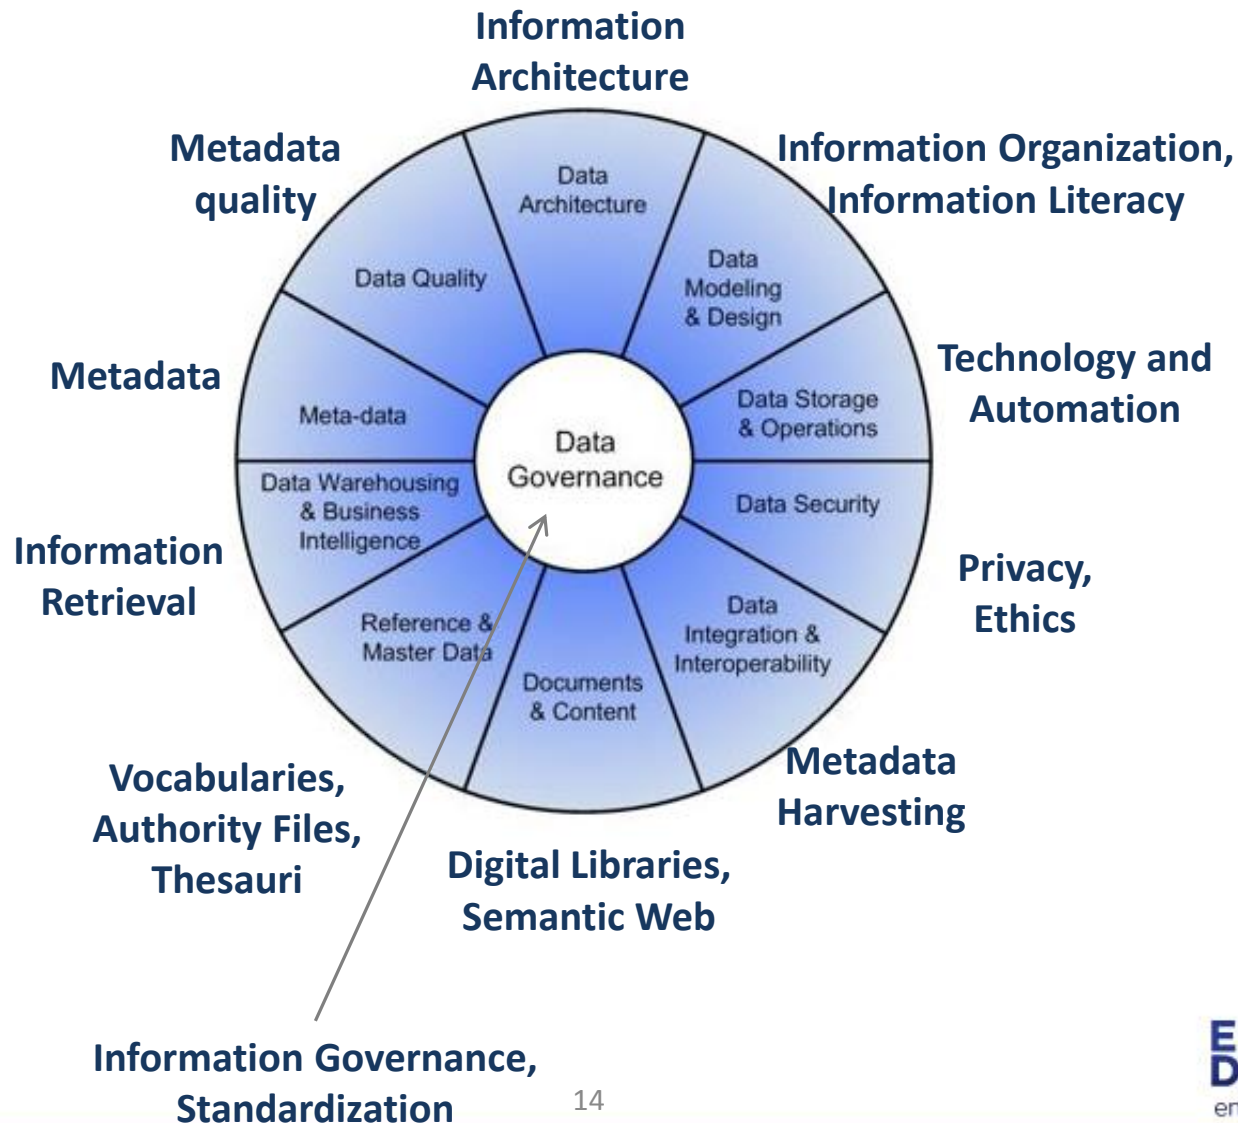 Information
Architecture
Metadata
quality
Information Organization,
Information Literacy
Data
Architecture
Data Quality
Data
Modeling
& Design
Metadata
Technology and
Automation
Meta-data
Data Storage
& Operations
Data
Governance
Data Warehousing
& Business
Intelligence
Data Security
Information
Retrieval
Privacy,
Ethics
Reference &
Master Data
Data
Integration &
Interoperability
Documents
& Content
Vocabularies,
Authority Files,
Thesauri
Metadata
Harvesting
Digital Libraries,
Semantic Web
Information Governance,
Standardization
14
E
D
en